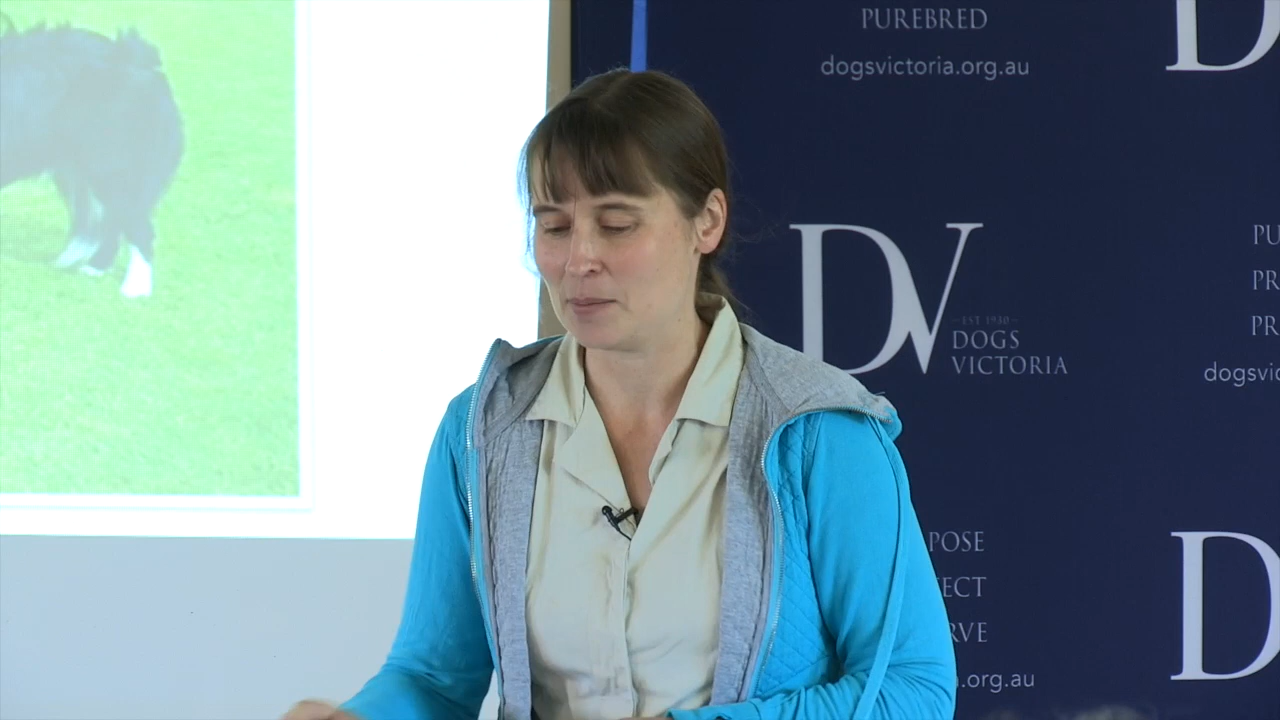 PUREBRED
dogsvictoria.org.au
D
DV
EST 1930
DOGS
VICTORIA
PU
PR
PR
dogsvic
POSE
ECT
RVE
a.org.au
D